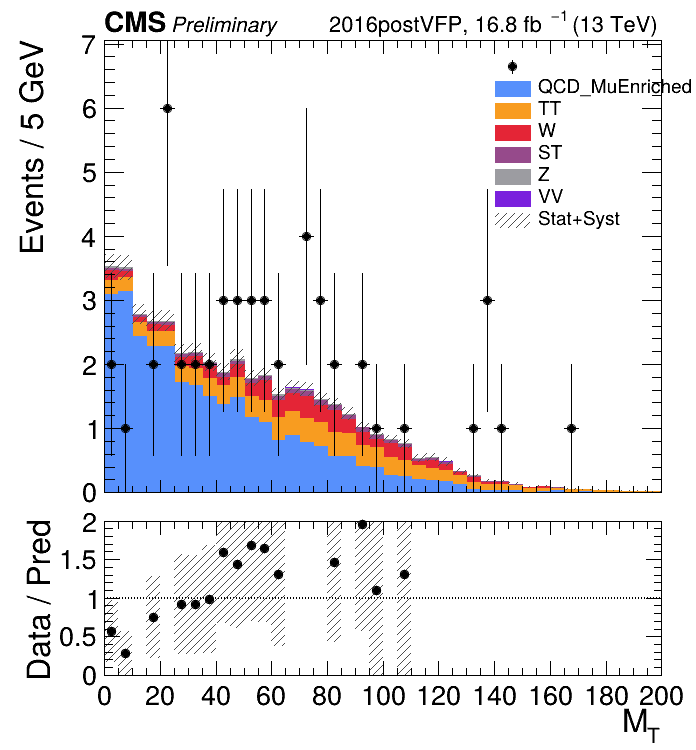 CMS Preliminary 2016postVFP, 16.8 fb⁻¹ (13 TeV)
Events / 5 GeV
7
6
5
4
3
2
1
0
QCD_MuEnriched
TT
W
ST
Z
VV
Stat+Syst
Data / Pred
2
1.5
1
0.5
0
0 20 40 60 80 100 120 140 160 180 200
M_T